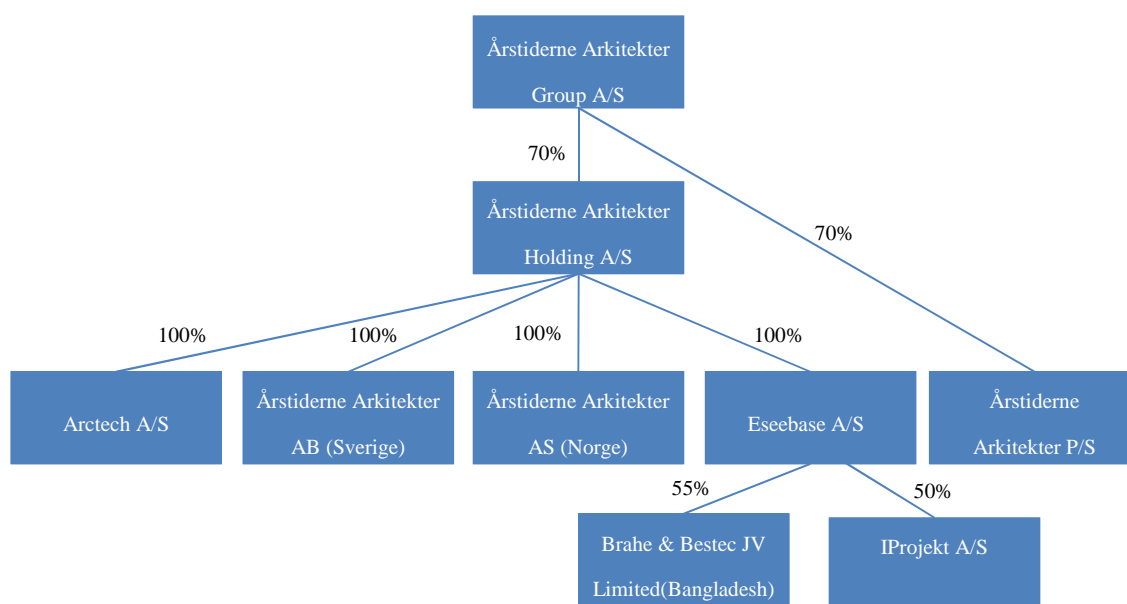 Årstiderne Arkitekter
Group A/S
70%
Årstiderne Arkitekter
Holding A/S
70%
100%
100%
100%
100%
Arctech A/S
Årstiderne Arkitekter
AB (Sverige)
Årstiderne Arkitekter
AS (Norge)
Eseebase A/S
Årstiderne
Arkitekter P/S
55%
50%
Brahe & Bestec JV
Limited(Bangladesh)
IProjekt A/S